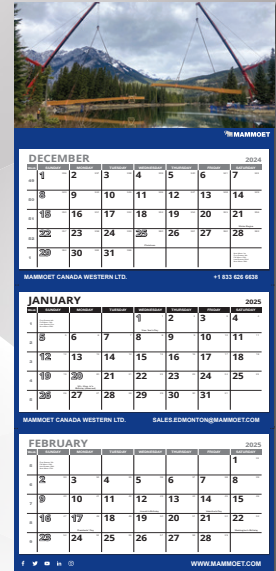 MAMMOET
DECEMBER 2024
SUNDAY MONDAY TUESDAY WEDNESDAY THURSDAY FRIDAY SATURDAY
1 2 3 4 5 6 7
8 9 10 11 12 13 14
15 16 17 18 19 20 21
22 23 24 25 26 27 28
29 30 31
MAMMOET CANADA WESTERN LTD. +1 833 626 6638
JANUARY 2025
SUNDAY MONDAY TUESDAY WEDNESDAY THURSDAY FRIDAY SATURDAY
1 2 3 4
5 6 7 8 9 10 11
12 13 14 15 16 17 18
19 20 21 22 23 24 25
26 27 28 29 30 31
MAMMOET CANADA WESTERN LTD. SALES.EDMONTON@MAMMOET.COM
FEBRUARY 2025
SUNDAY MONDAY TUESDAY WEDNESDAY THURSDAY FRIDAY SATURDAY
1
2 3 4 5 6 7 8
9 10 11 12 13 14 15
16 17 18 19 20 21 22
23 24 25 26 27 28
WWW.MAMMOET.COM